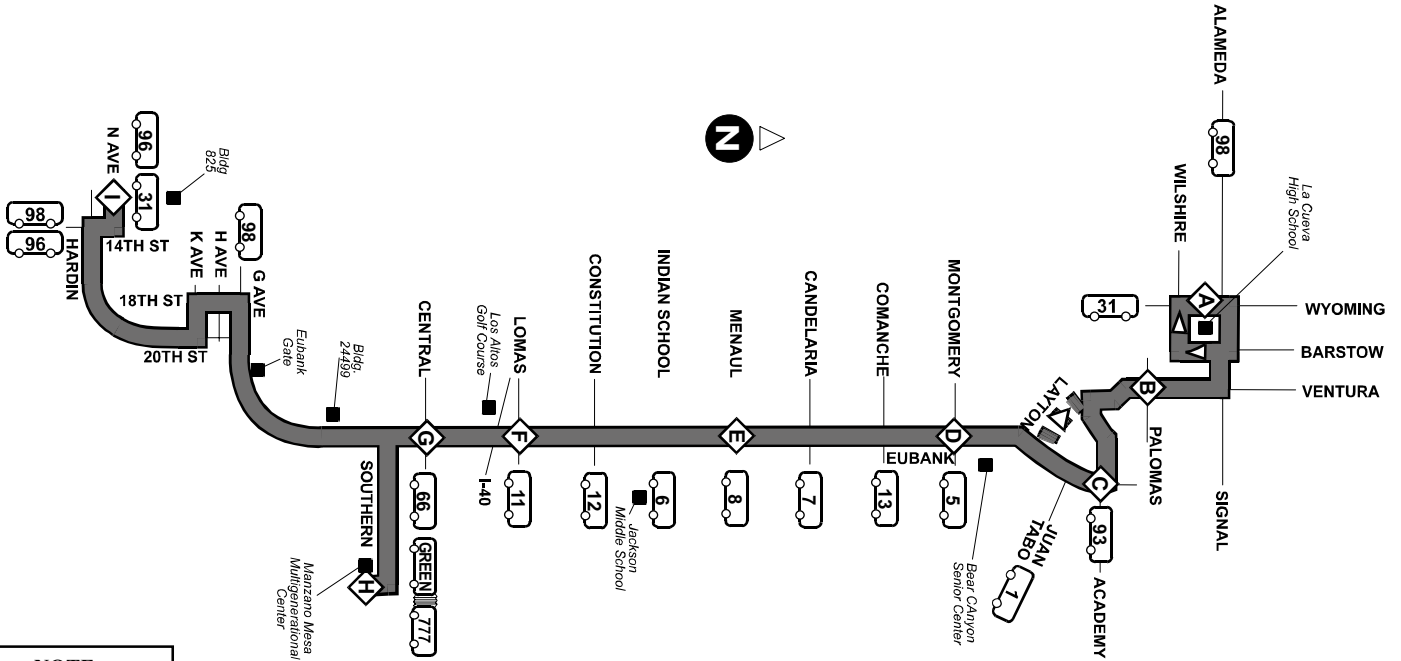 ALAMEDA
98
WILSHIRE
La Cueva
High School
A
31
WYOMING
BARSTOW
VENTURA
B
PALOMAS
SIGNAL
LAYTON
C
93
ACADEMY
JUAN
TABO
1
N
MONTGOMERY
D
EUBANK
5
Bear CAnyon
Senior Center
COMANCHE
13
CANDELARIA
7
MENAUL
E
8
INDIAN SCHOOL
6
Jackson
Middle School
CONSTITUTION
12
LOMAS
F
11
I-40
Los Altos
Golf Course
CENTRAL
G
66
GREEN
777
SOUTHERN
H
Manzano Mesa
Multigenerational
Center
Bldg.
24499
Eubank
Gate
G AVE
98
H AVE
K AVE
18TH ST
20TH ST
14TH ST
HARDIN
98
96
N AVE
I
96
31
Bldg
825
NOTE